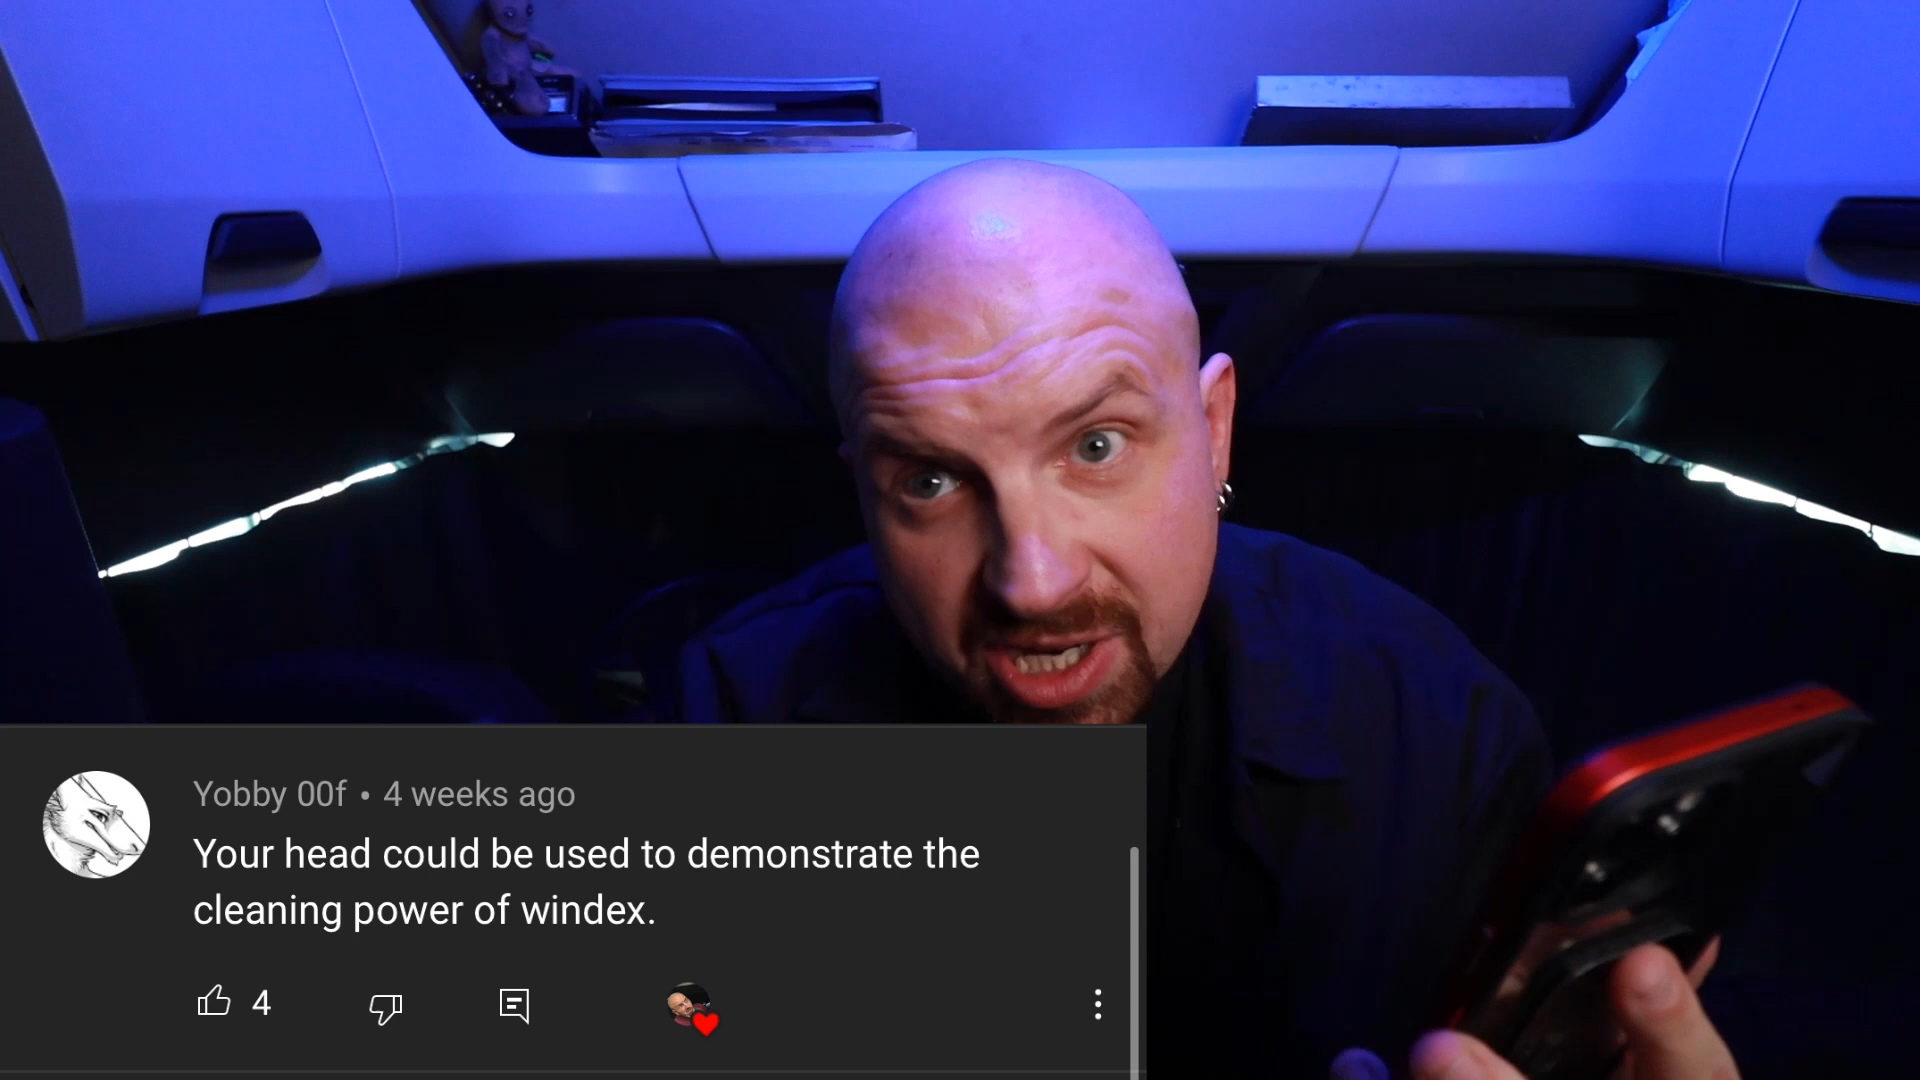 Yobby 00f • 4 weeks ago
Your head could be used to demonstrate the
cleaning power of windex.
4